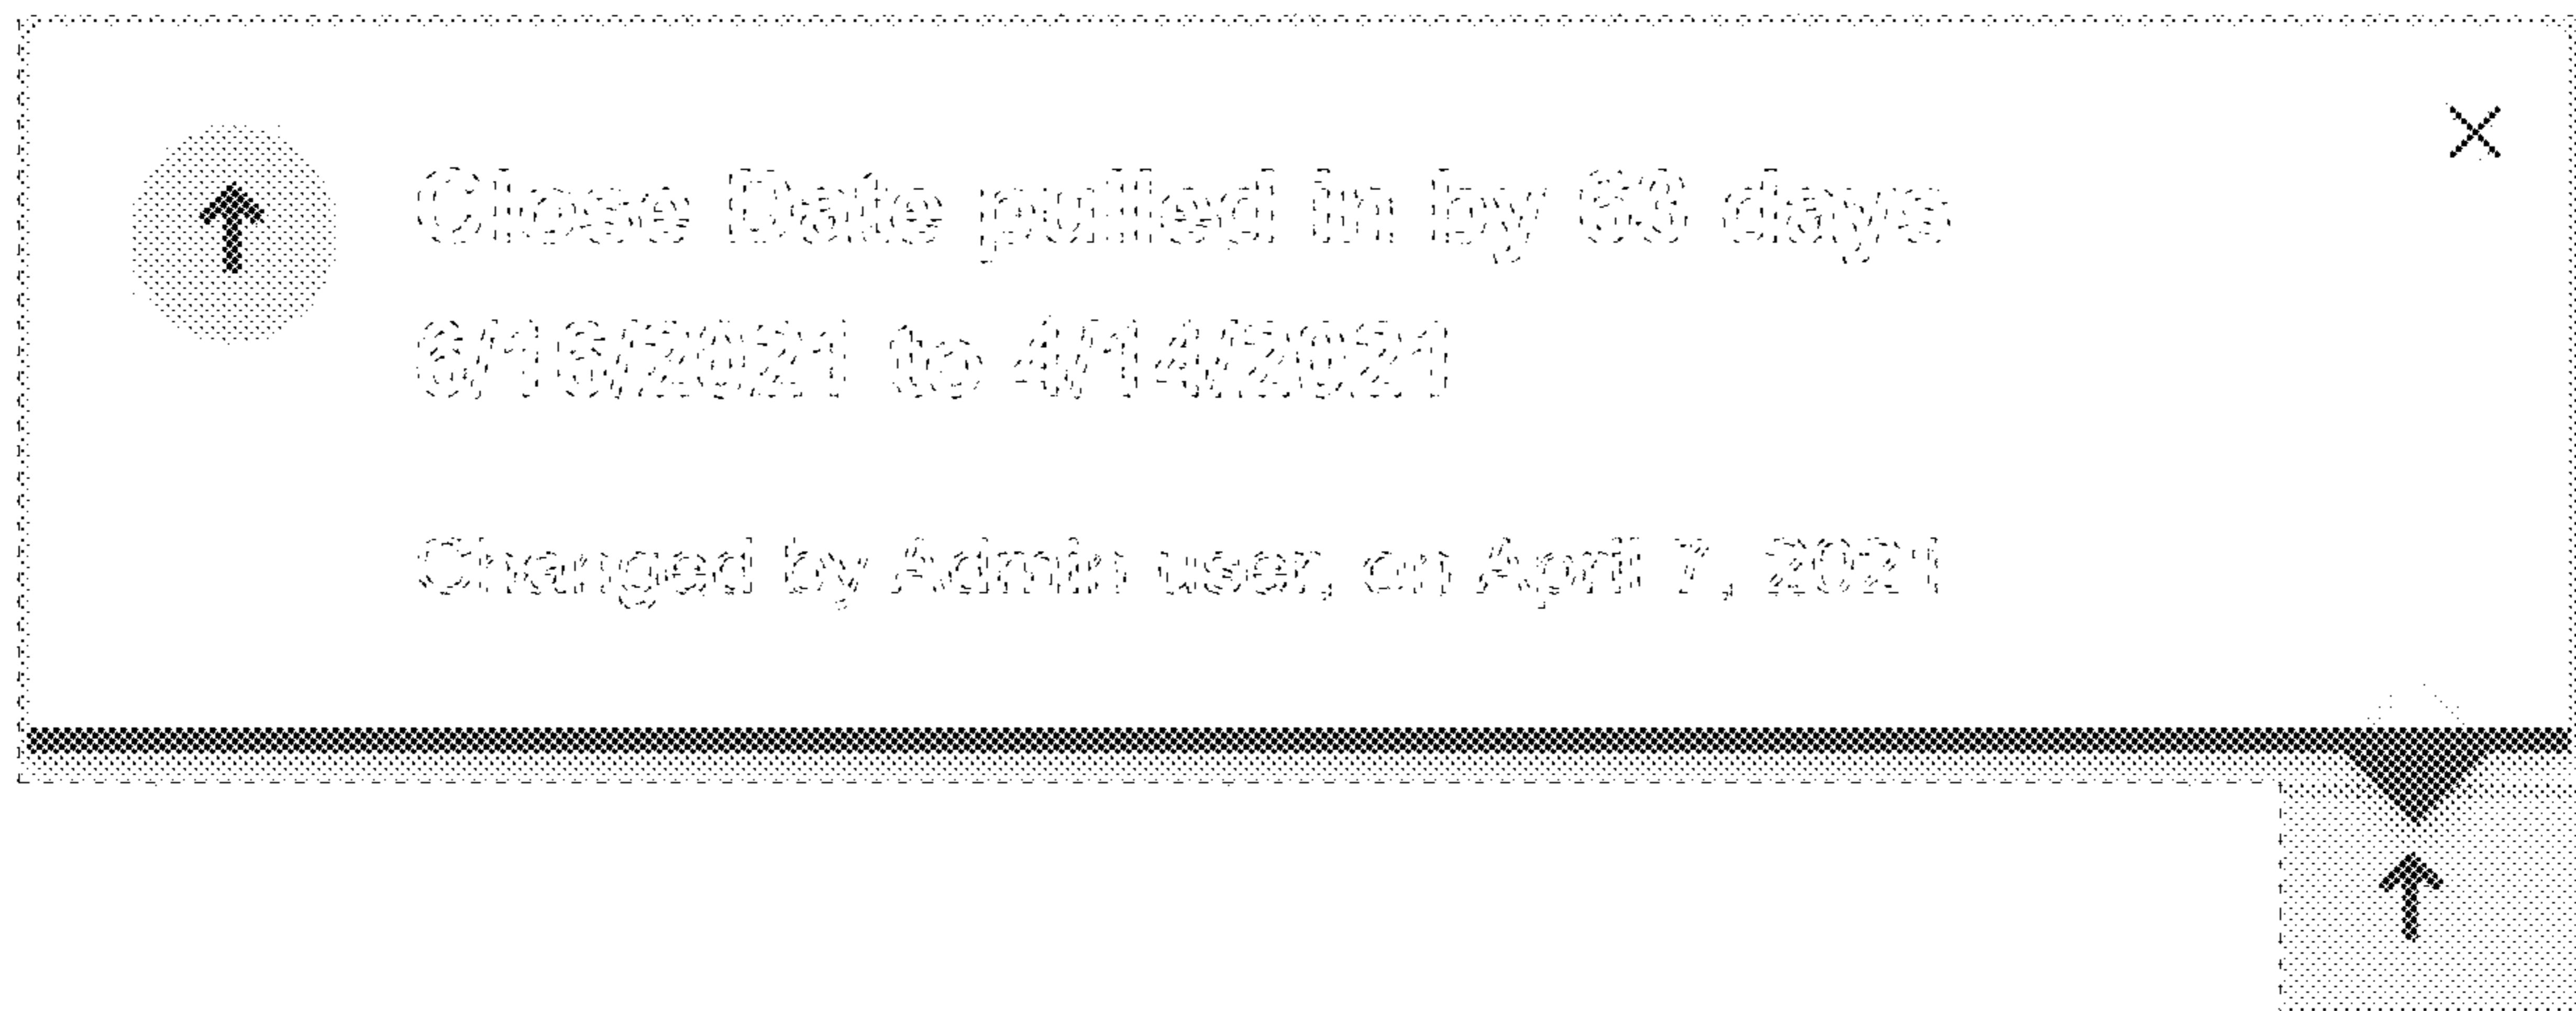 Close Date pulled in by 63 days
6/16/2021 to 4/14/2021
Changed by Admin user, on April 7, 2021